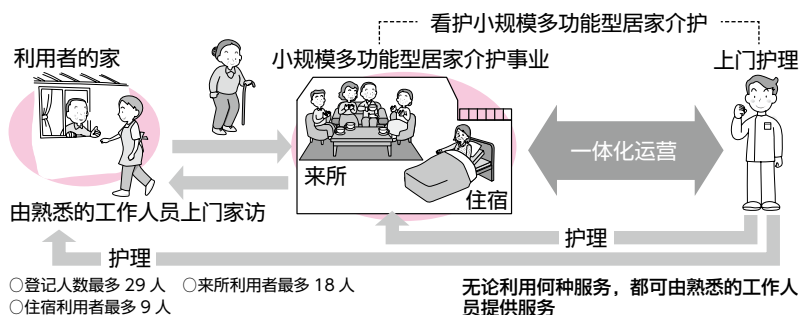 看护小规模多功能型居家介护
利用者的家
小规模多功能型居家介护事业
上门护理
一体化运营
来所
住宿
由熟悉的工作人员上门家访
护理
护理
○登记人数最多 29 人 ○来所利用者最多 18 人
○住宿利用者最多 9 人
无论利用何种服务，都可由熟悉的工作人
员提供服务